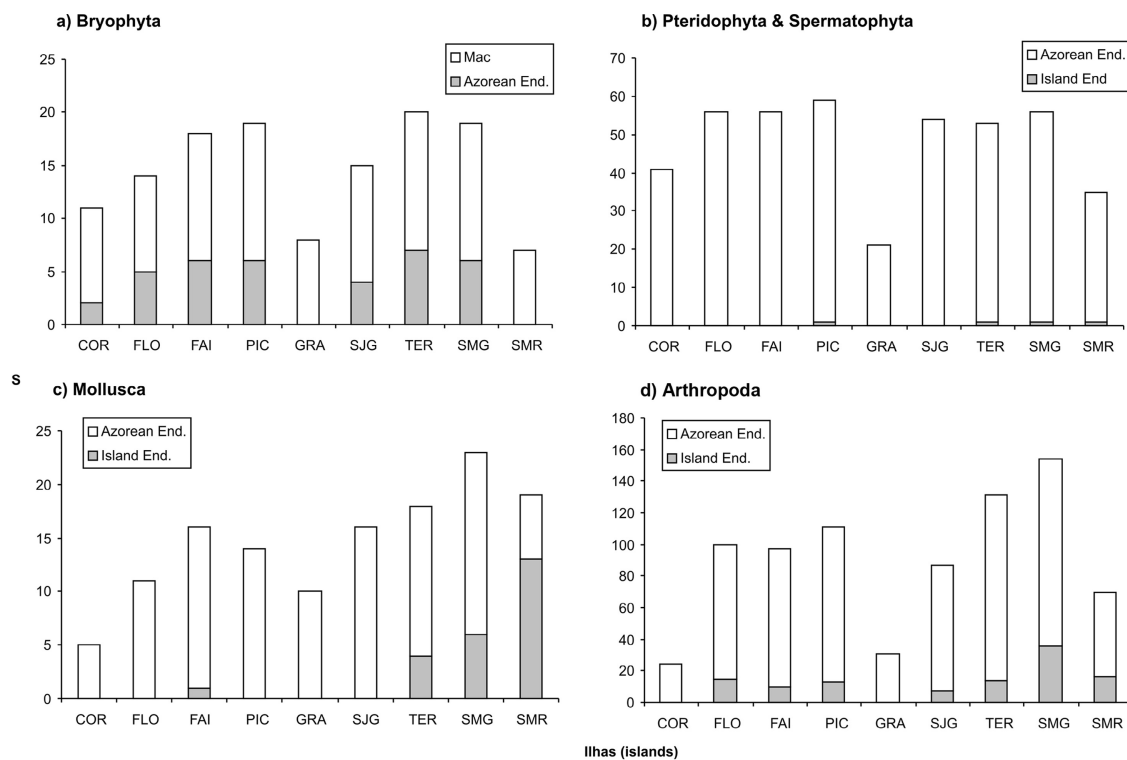 a) Bryophyta
25
20
15
10
5
0
Mac
Azorean End.
COR FLO FAI PIC GRA SJG TER SMG SMR
b) Pteridophyta & Spermatophyta
70
60
50
40
30
20
10
0
Azorean End.
Island End
COR FLO FAI PIC GRA SJG TER SMG SMR
S
c) Mollusca
25
20
15
10
5
0
Azorean End.
Island End.
COR FLO FAI PIC GRA SJG TER SMG SMR
d) Arthropoda
180
160
140
120
100
80
60
40
20
0
Azorean End.
Island End.
COR FLO FAI PIC GRA SJG TER SMG SMR
Ilhas (islands)